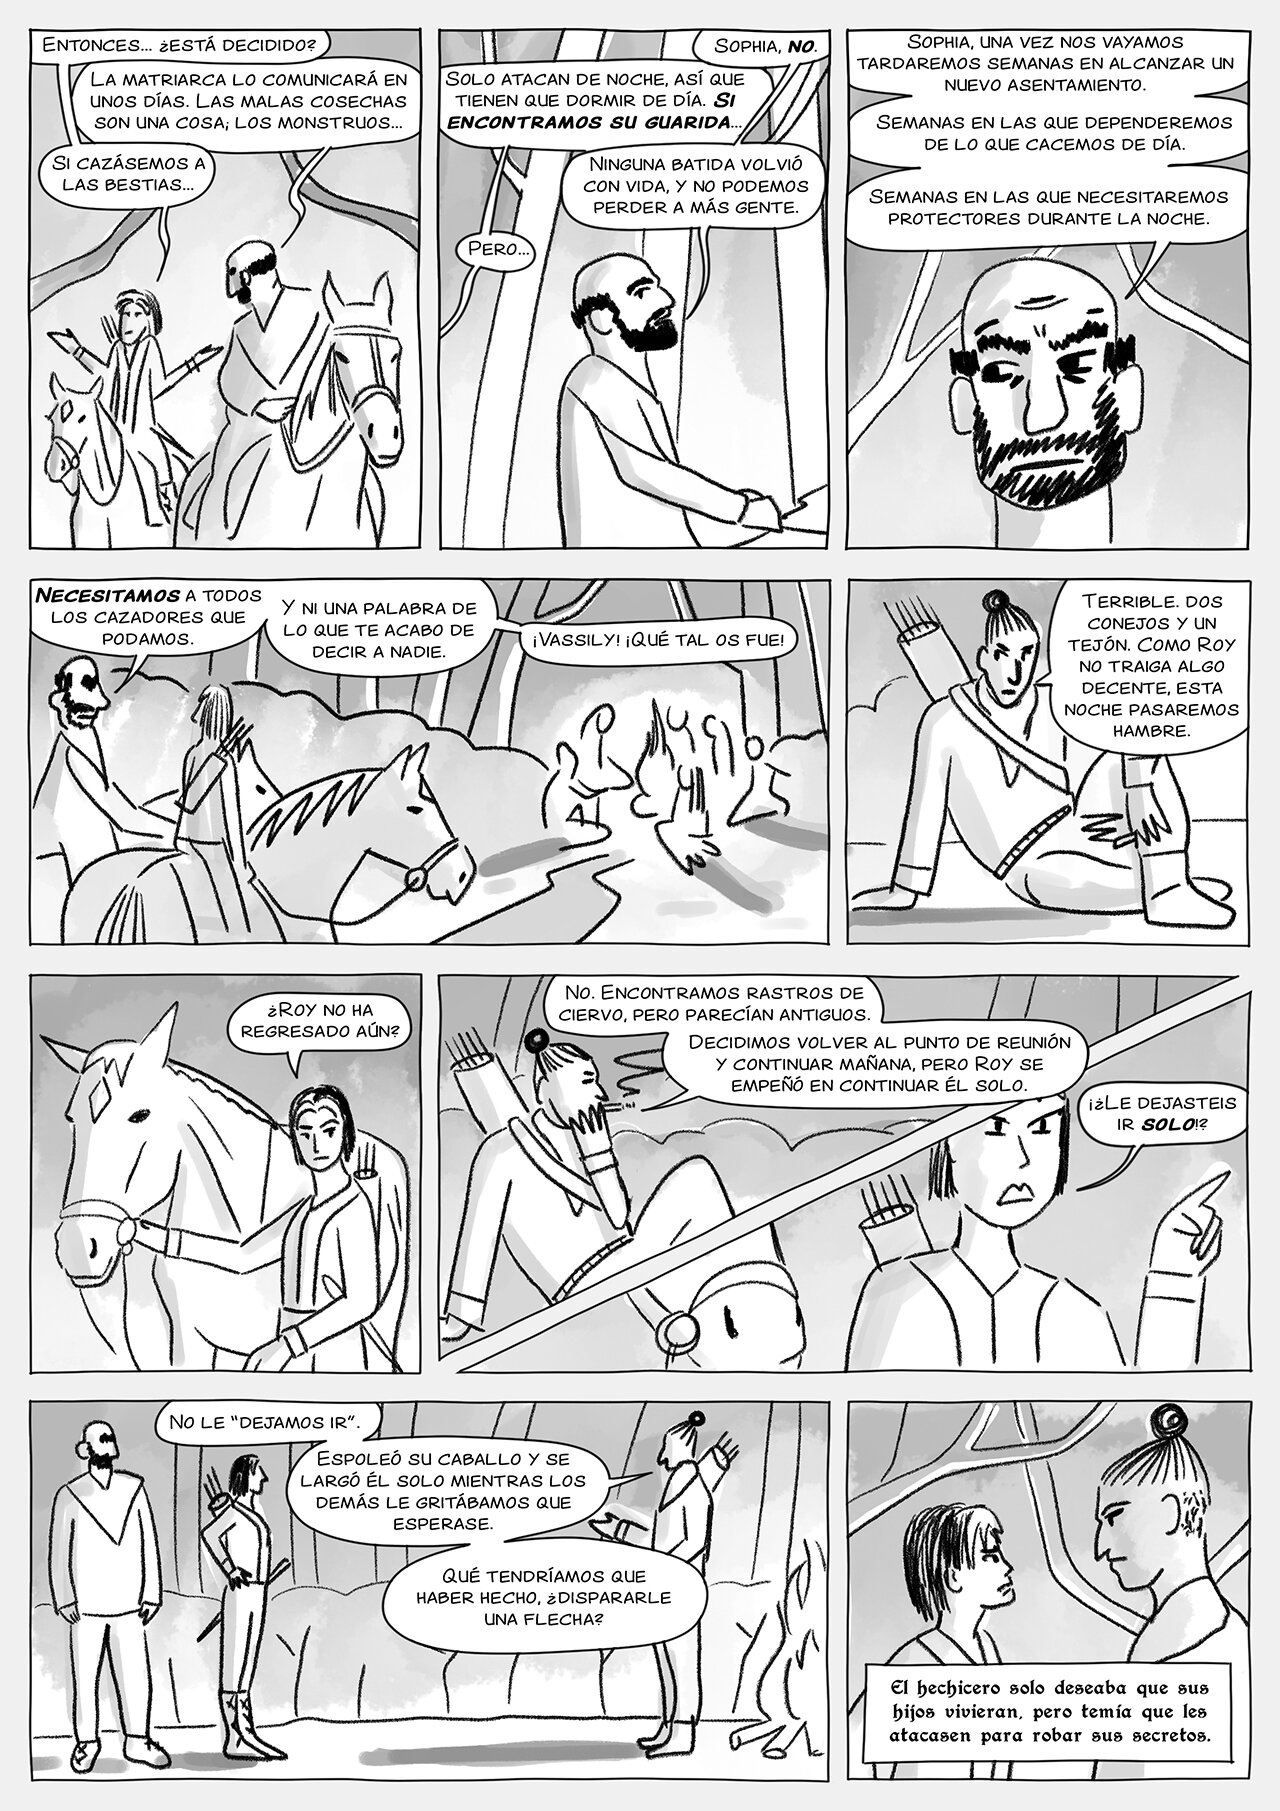 ENTONCES... ¿ESTÁ DECIDIDO?
LA MATRIARCA LO COMUNICARÁ EN
UNOS DÍAS. LAS MALAS COSECHAS
SON UNA COSA; LOS MONSTRUOS...
SI CAZÁSEMOS A
LAS BESTIAS...
SOPHIA, NO.
SOLO ATACAN DE NOCHE, ASÍ QUE
TIENEN QUE DORMIR DE DÍA. SI
ENCONTRAMOS SU GUARIDA...
NINGUNA BATIDA VOLVIÓ
CON VIDA, Y NO PODEMOS
PERDER A MÁS GENTE.
PERO...
SOPHIA, UNA VEZ NOS VAYAMOS
TARDAREMOS SEMANAS EN ALCANZAR UN
NUEVO ASENTAMIENTO.
SEMANAS EN LAS QUE DEPENDEREMOS
DE LO QUE CACEMOS DE DÍA.
SEMANAS EN LAS QUE NECESITAREMOS
PROTECTORES DURANTE LA NOCHE.
NECESITAMOS A TODOS
LOS CAZADORES QUE
PODAMOS.
Y NI UNA PALABRA DE
LO QUE TE ACABO DE
DECIR A NADIE.
¡VASSILY! ¡QUÉ TAL OS FUE!
TERRIBLE. DOS
CONEJOS Y UN
TEJÓN. COMO ROY
NO TRAIGA ALGO
DECENTE, ESTA
NOCHE PASAREMOS
HAMBRE.
¿ROY NO HA
REGRESADO AÚN?
NO. ENCONTRAMOS RASTROS DE
CIERVO, PERO PARECÍAN ANTIGUOS.
DECIDIMOS VOLVER AL PUNTO DE REUNIÓN
Y CONTINUAR MAÑANA, PERO ROY SE
EMPEÑÓ EN CONTINUAR ÉL SOLO.
¡¿LE DEJASTEIS
IR SOLO!?
NO LE “DEJAMOS IR”.
ESPOLEÓ SU CABALLO Y SE
LARGÓ ÉL SOLO MIENTRAS LOS
DEMÁS LE GRITÁBAMOS QUE
ESPERASE.
QUÉ TENDRÍAMOS QUE
HABER HECHO, ¿DISPARARLE
UNA FLECHA?
El hechicero solo deseaba que sus
hijos vivieran, pero temía que les
atacasen para robar sus secretos.